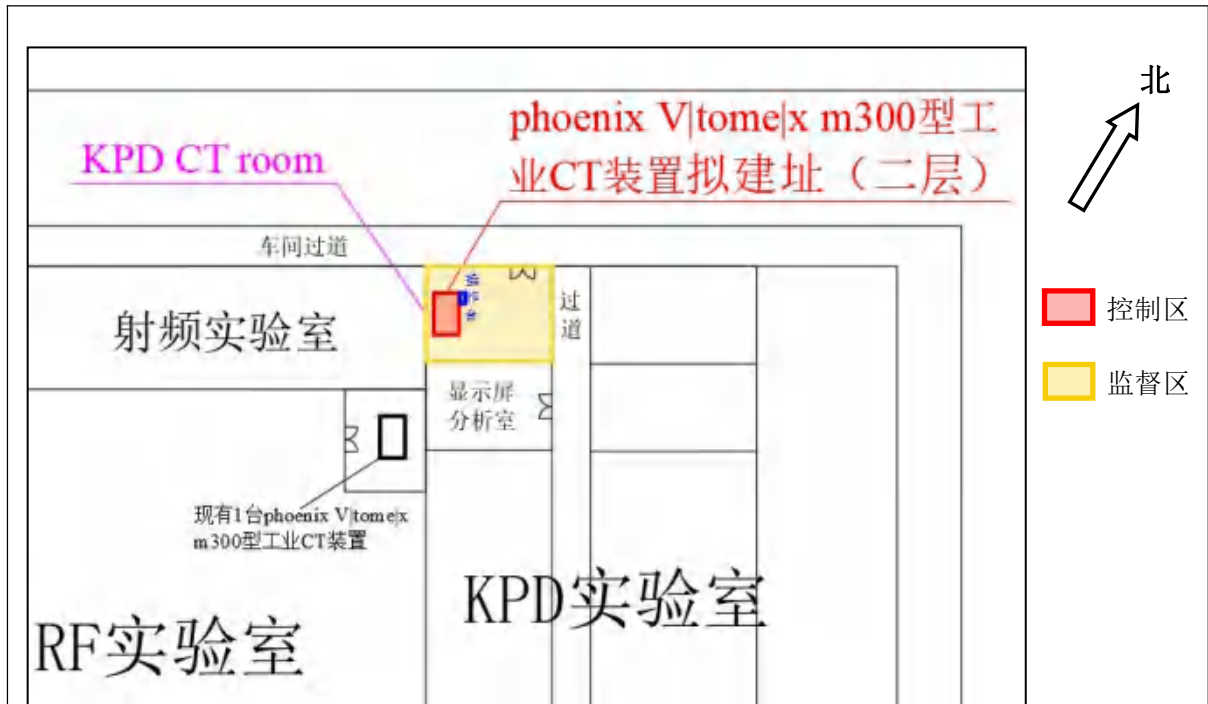 北
phoenix V|tome|x m300型工
业CT装置拟建址（二层）
KPD CT room
车间过道
过
道
射频实验室
控制区
监督区
显示屏
分析室
现有1台phoenix V|tome|x
m300型工业CT装置
KPD实验室
RF实验室